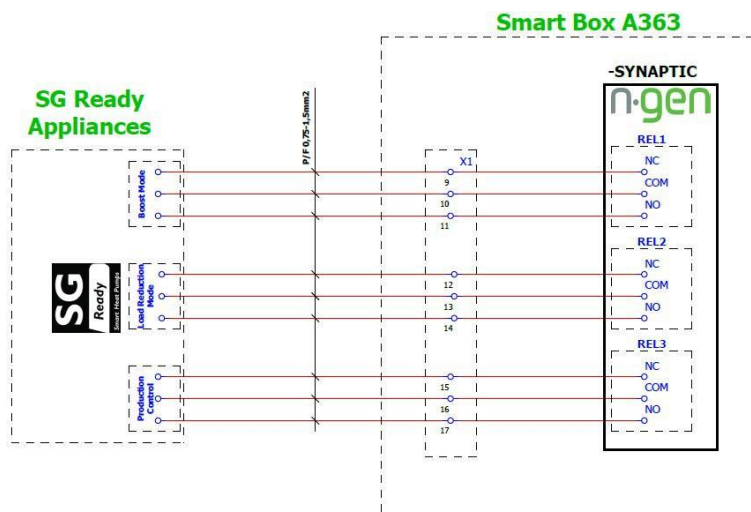 Smart Box A363
-SYNAPTIC
n·gen
SG Ready
Appliances
P/F 0,75-1,5mm2
X1
REL1
Boost Mode
NC
9
COM
10
NO
11
REL2
SG
Ready
Smart Heat Pumps
Load Reduction
Mode
NC
12
COM
13
NO
14
REL3
Production
Control
NC
15
COM
16
NO
17